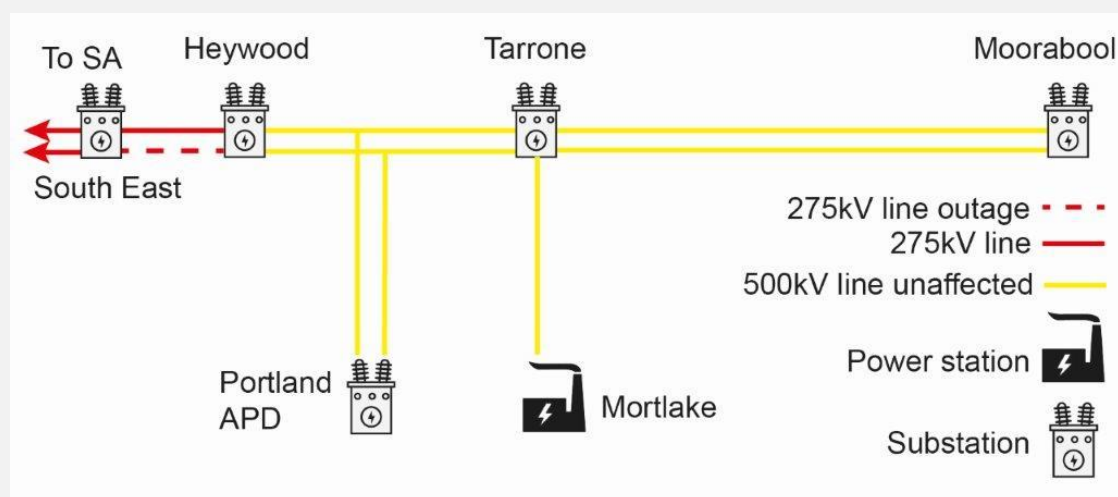 To SA
Heywood
Tarrone
Moorabool
South East
275kV line outage
275kV line
500kV line unaffected
Power station
Portland
APD
Mortlake
Substation